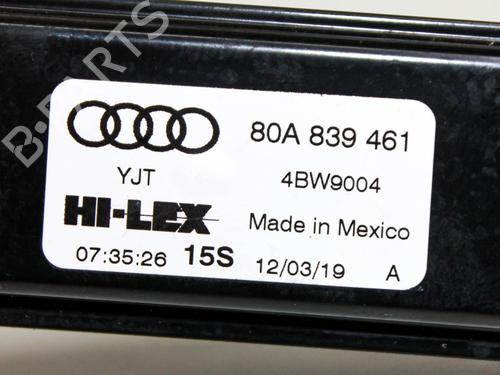 B-PARTS
80A 839 461
YJT
4BW9004
HI-LEX
Made in Mexico
07:35:26 15S 12/03/19 A